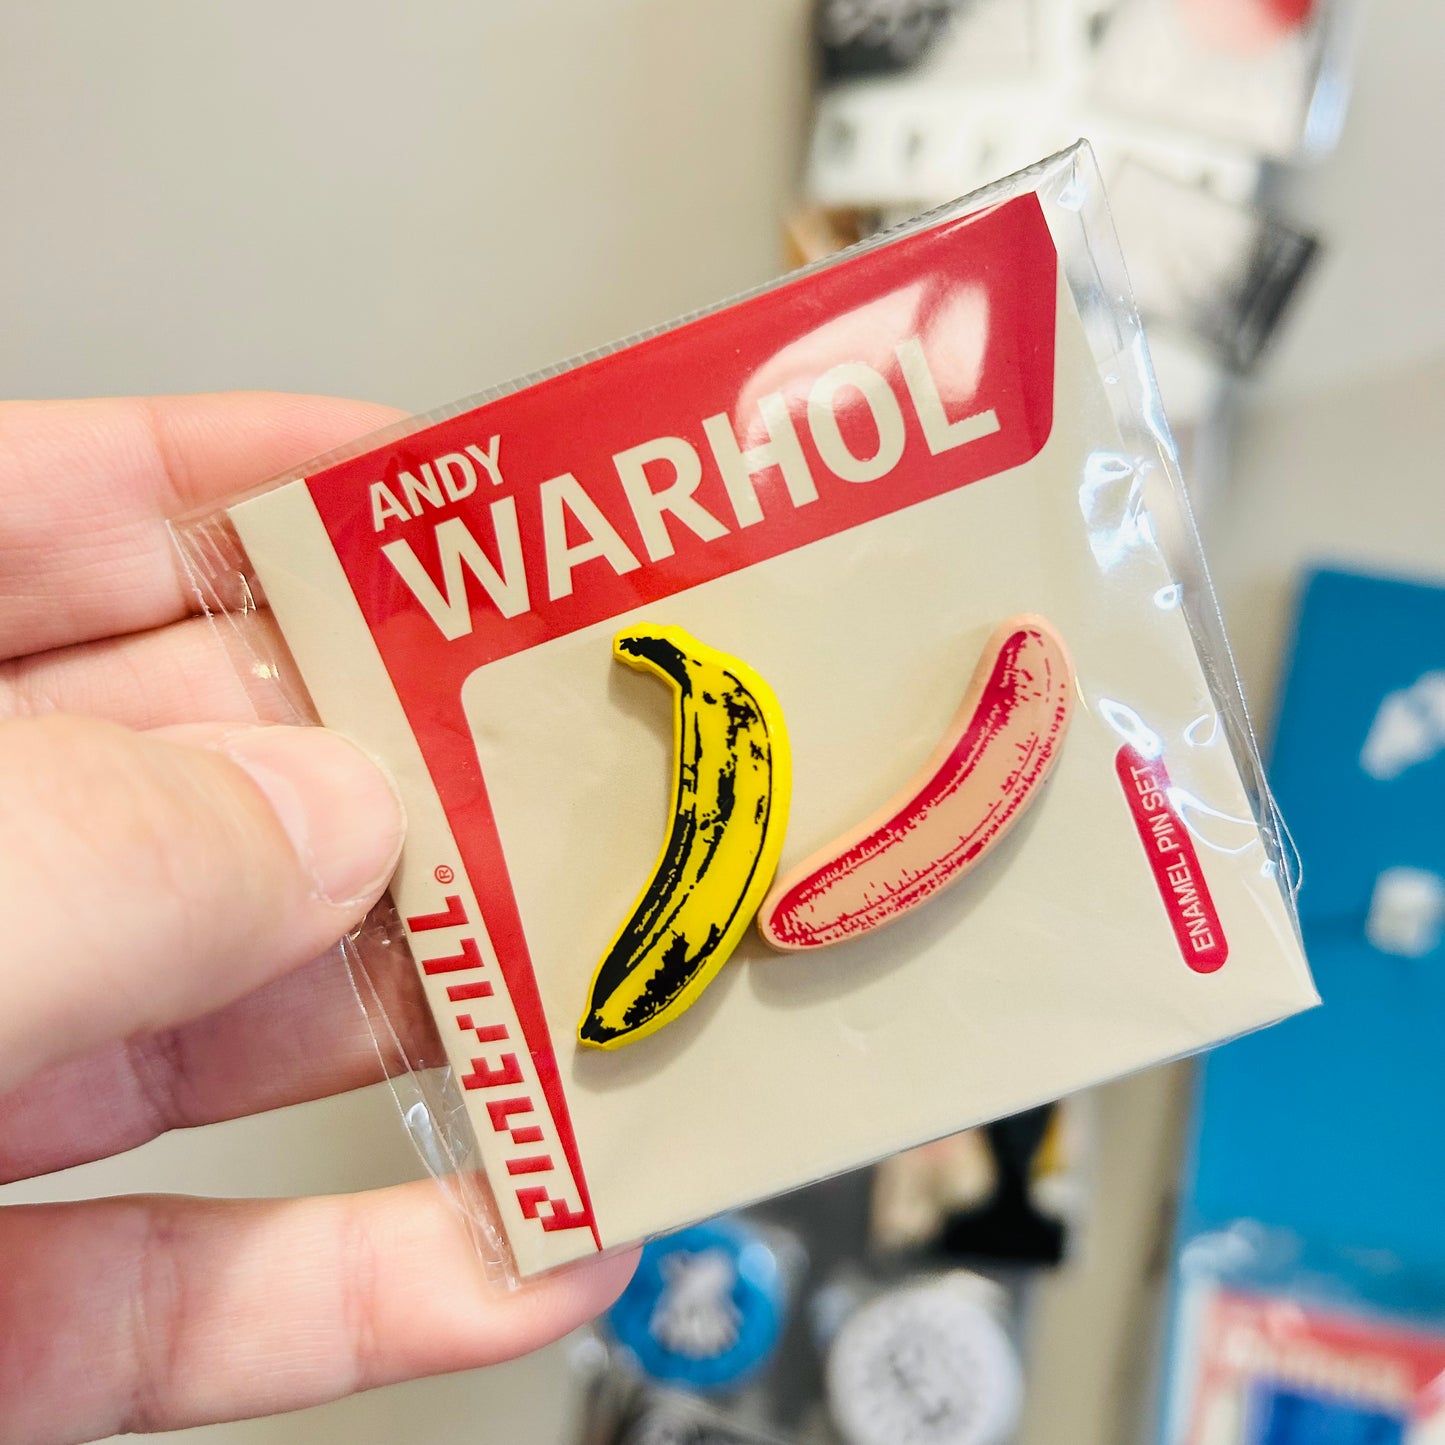 ANDY
WARHOL
PINTRILL®
ENAMEL PIN SET